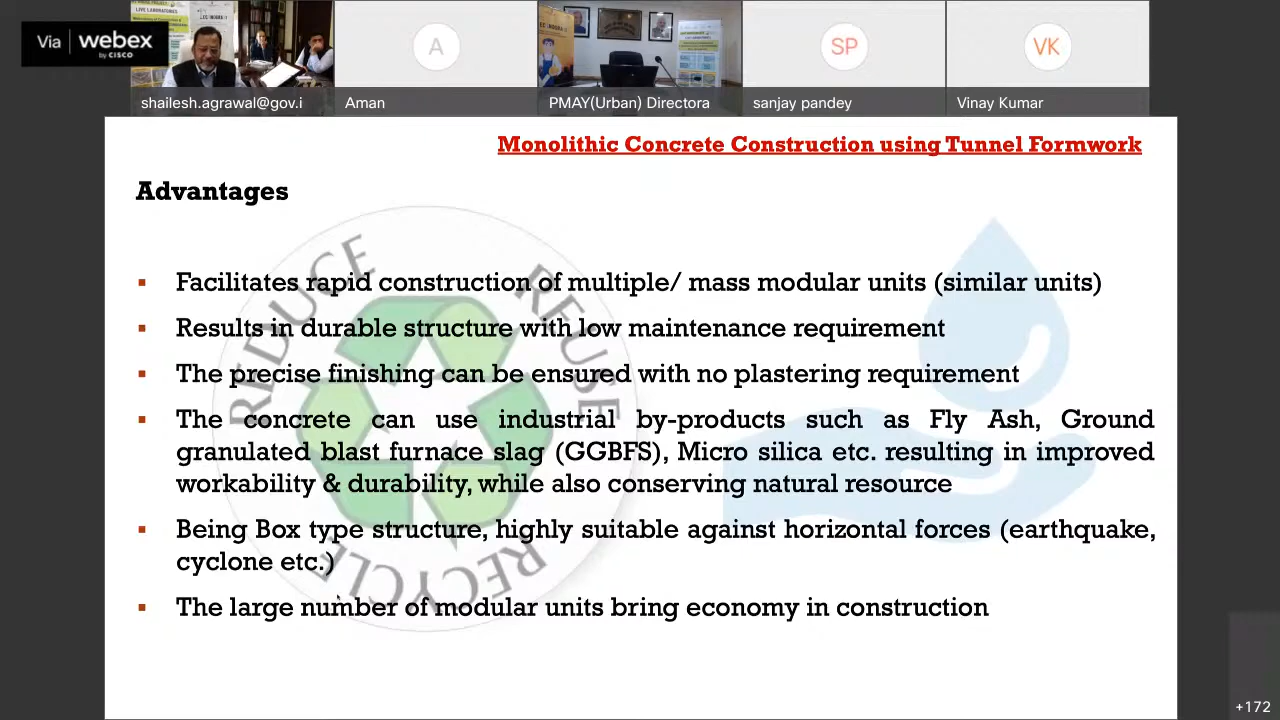 Via webex
by CISCO
LIVE LABORATORIES
shailesh.agrawal@gov.i
A
Aman
PMAY(Urban) Directora
SP
sanjay pandey
VK
Vinay Kumar
Monolithic Concrete Construction using Tunnel Formwork
Advantages
REDUCE
REFUSE
RECYCLE
▪ Facilitates rapid construction of multiple/ mass modular units (similar units)
▪ Results in durable structure with low maintenance requirement
▪ The precise finishing can be ensured with no plastering requirement
▪ The concrete can use industrial by-products such as Fly Ash, Ground
granulated blast furnace slag (GGBFS), Micro silica etc. resulting in improved
workability & durability, while also conserving natural resource
▪ Being Box type structure, highly suitable against horizontal forces (earthquake,
cyclone etc.)
▪ The large number of modular units bring economy in construction
+172